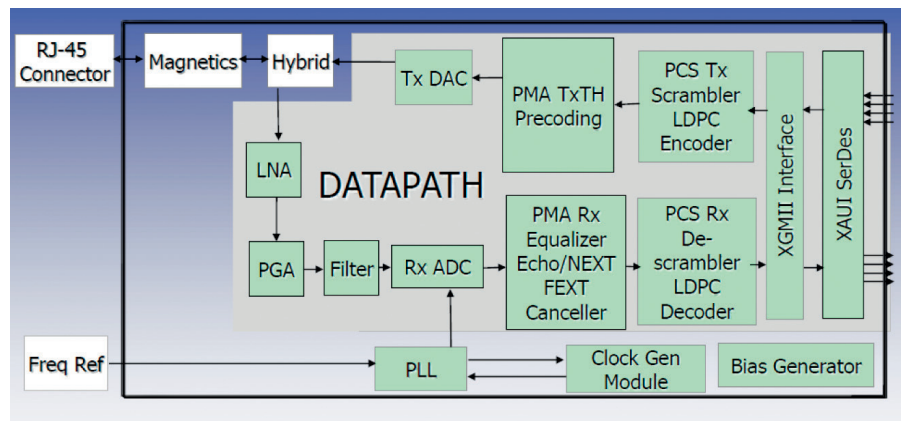 RJ-45
Connector
Magnetics
Hybrid
Tx DAC
PMA TxTH
Precoding
PCS Tx
Scrambler
LDPC
Encoder
XGMII Interface
XAUI SerDes
LNA
DATAPATH
PGA
Filter
Rx ADC
PMA Rx
Equalizer
Echo/NEXT
FEXT
Canceller
PCS Rx
De-
scrambler
LDPC
Decoder
Freq Ref
PLL
Clock Gen
Module
Bias Generator